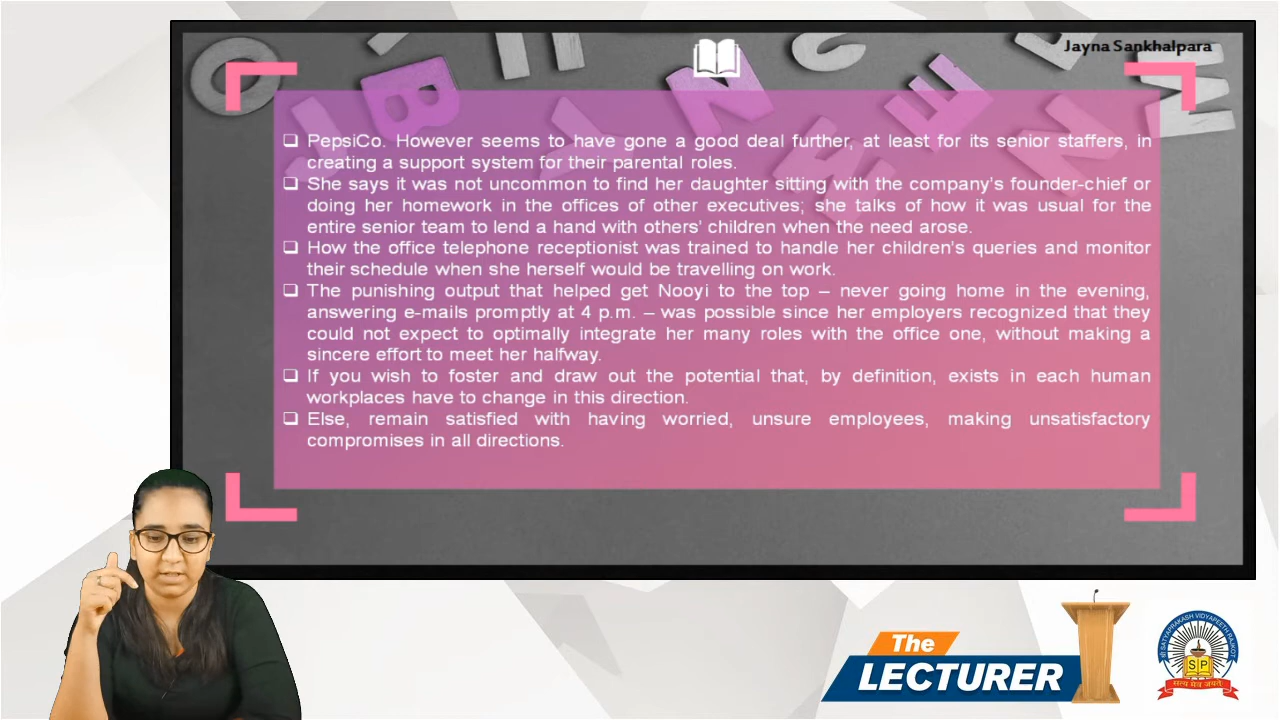 Jayna Sankhalpara
❑ PepsiCo. However seems to have gone a good deal further, at least for its senior staffers, in
creating a support system for their parental roles.
❑ She says it was not uncommon to find her daughter sitting with the company's founder-chief or
doing her homework in the offices of other executives; she talks of how it was usual for the
entire senior team to lend a hand with others' children when the need arose.
❑ How the office telephone receptionist was trained to handle her children's queries and monitor
their schedule when she herself would be travelling on work.
❑ The punishing output that helped get Nooyi to the top – never going home in the evening,
answering e-mails promptly at 4 p.m. – was possible since her employers recognized that they
could not expect to optimally integrate her many roles with the office one, without making a
sincere effort to meet her halfway.
❑ If you wish to foster and draw out the potential that, by definition, exists in each human
workplaces have to change in this direction.
❑ Else, remain satisfied with having worried, unsure employees, making unsatisfactory
compromises in all directions.
The
LECTURER
SATYAPRAKASH VIDYAPEETH RAJKOT
SP
सत्य मेव जयते